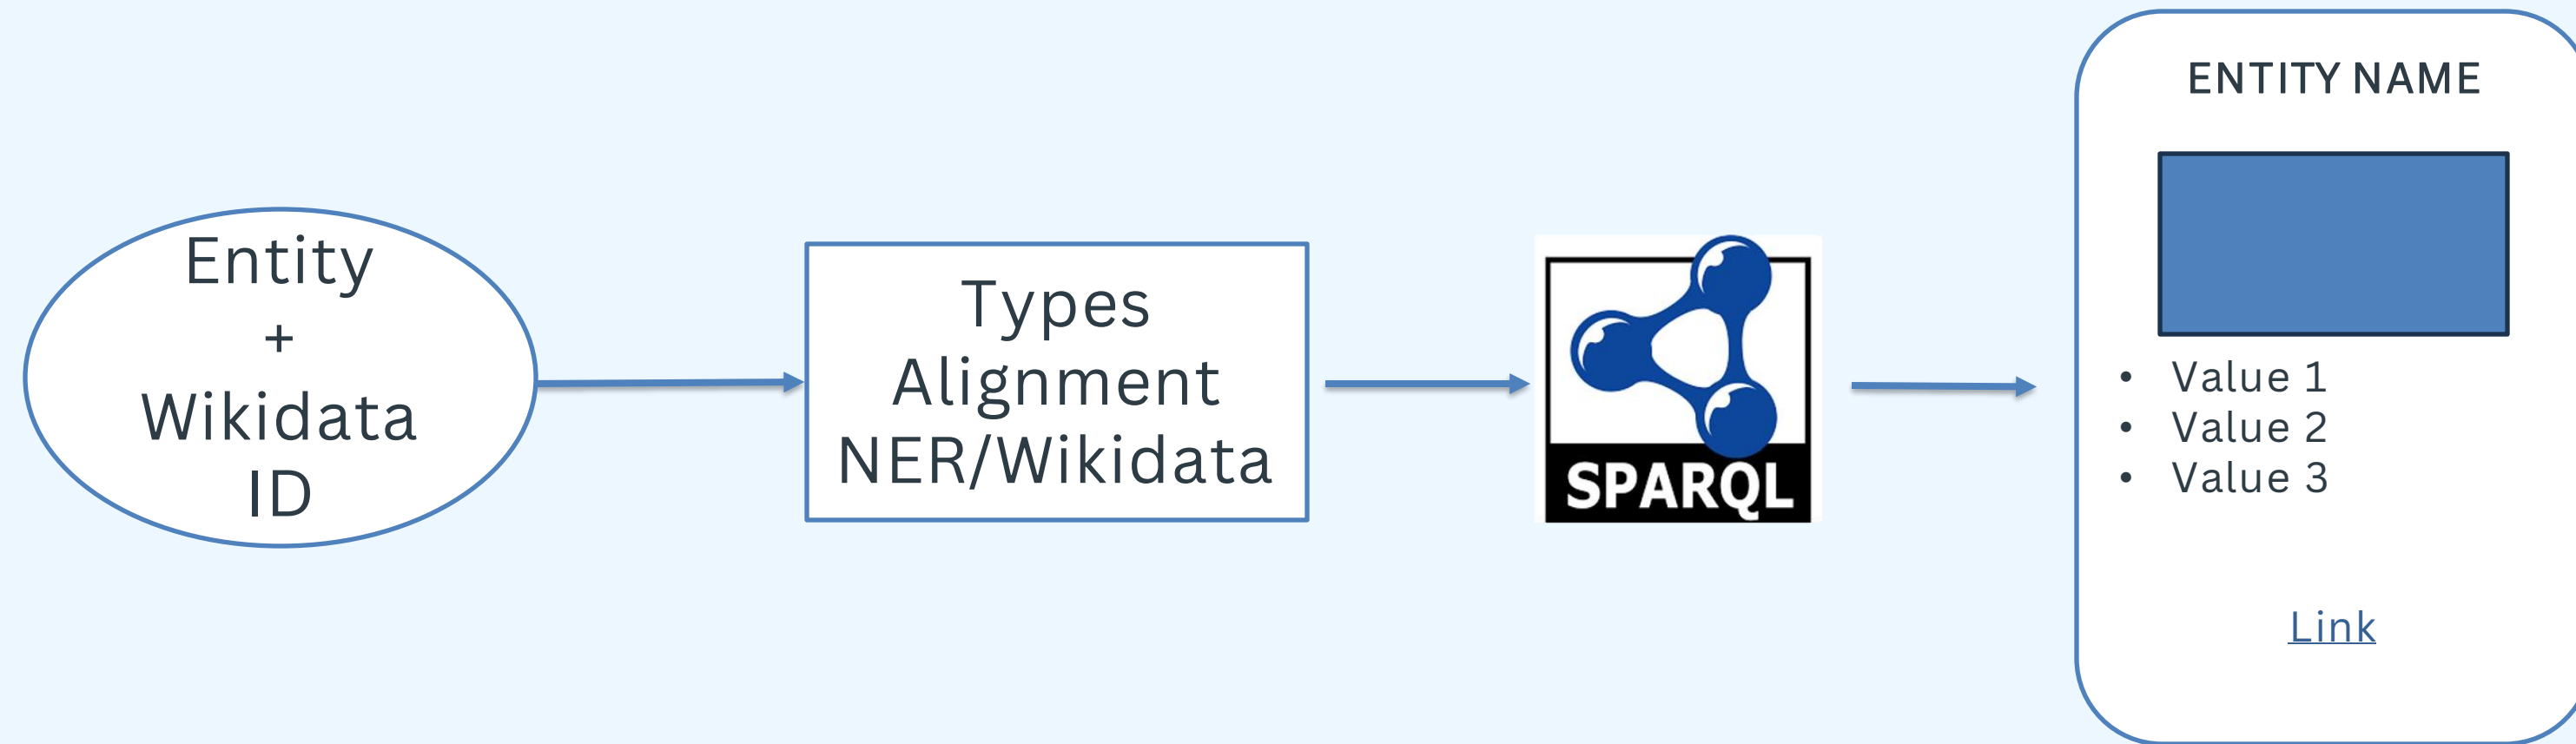 Entity
+
Wikidata
ID
Types
Alignment
NER/Wikidata
SPARQL
ENTITY NAME
• Value 1
• Value 2
• Value 3
Link